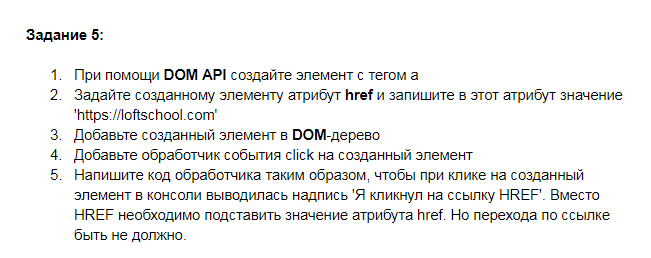 Задание 5:
1. При помощи DOM API создайте элемент с тегом a
2. Задайте созданному элементу атрибут href и запишите в этот атрибут значение
'https://loftschool.com'
3. Добавьте созданный элемент в DOM-дерево
4. Добавьте обработчик события click на созданный элемент
5. Напишите код обработчика таким образом, чтобы при клике на созданный
элемент в консоли выводилась надпись 'Я кликнул на ссылку HREF'. Вместо
HREF необходимо подставить значение атрибута href. Но перехода по ссылке
быть не должно.